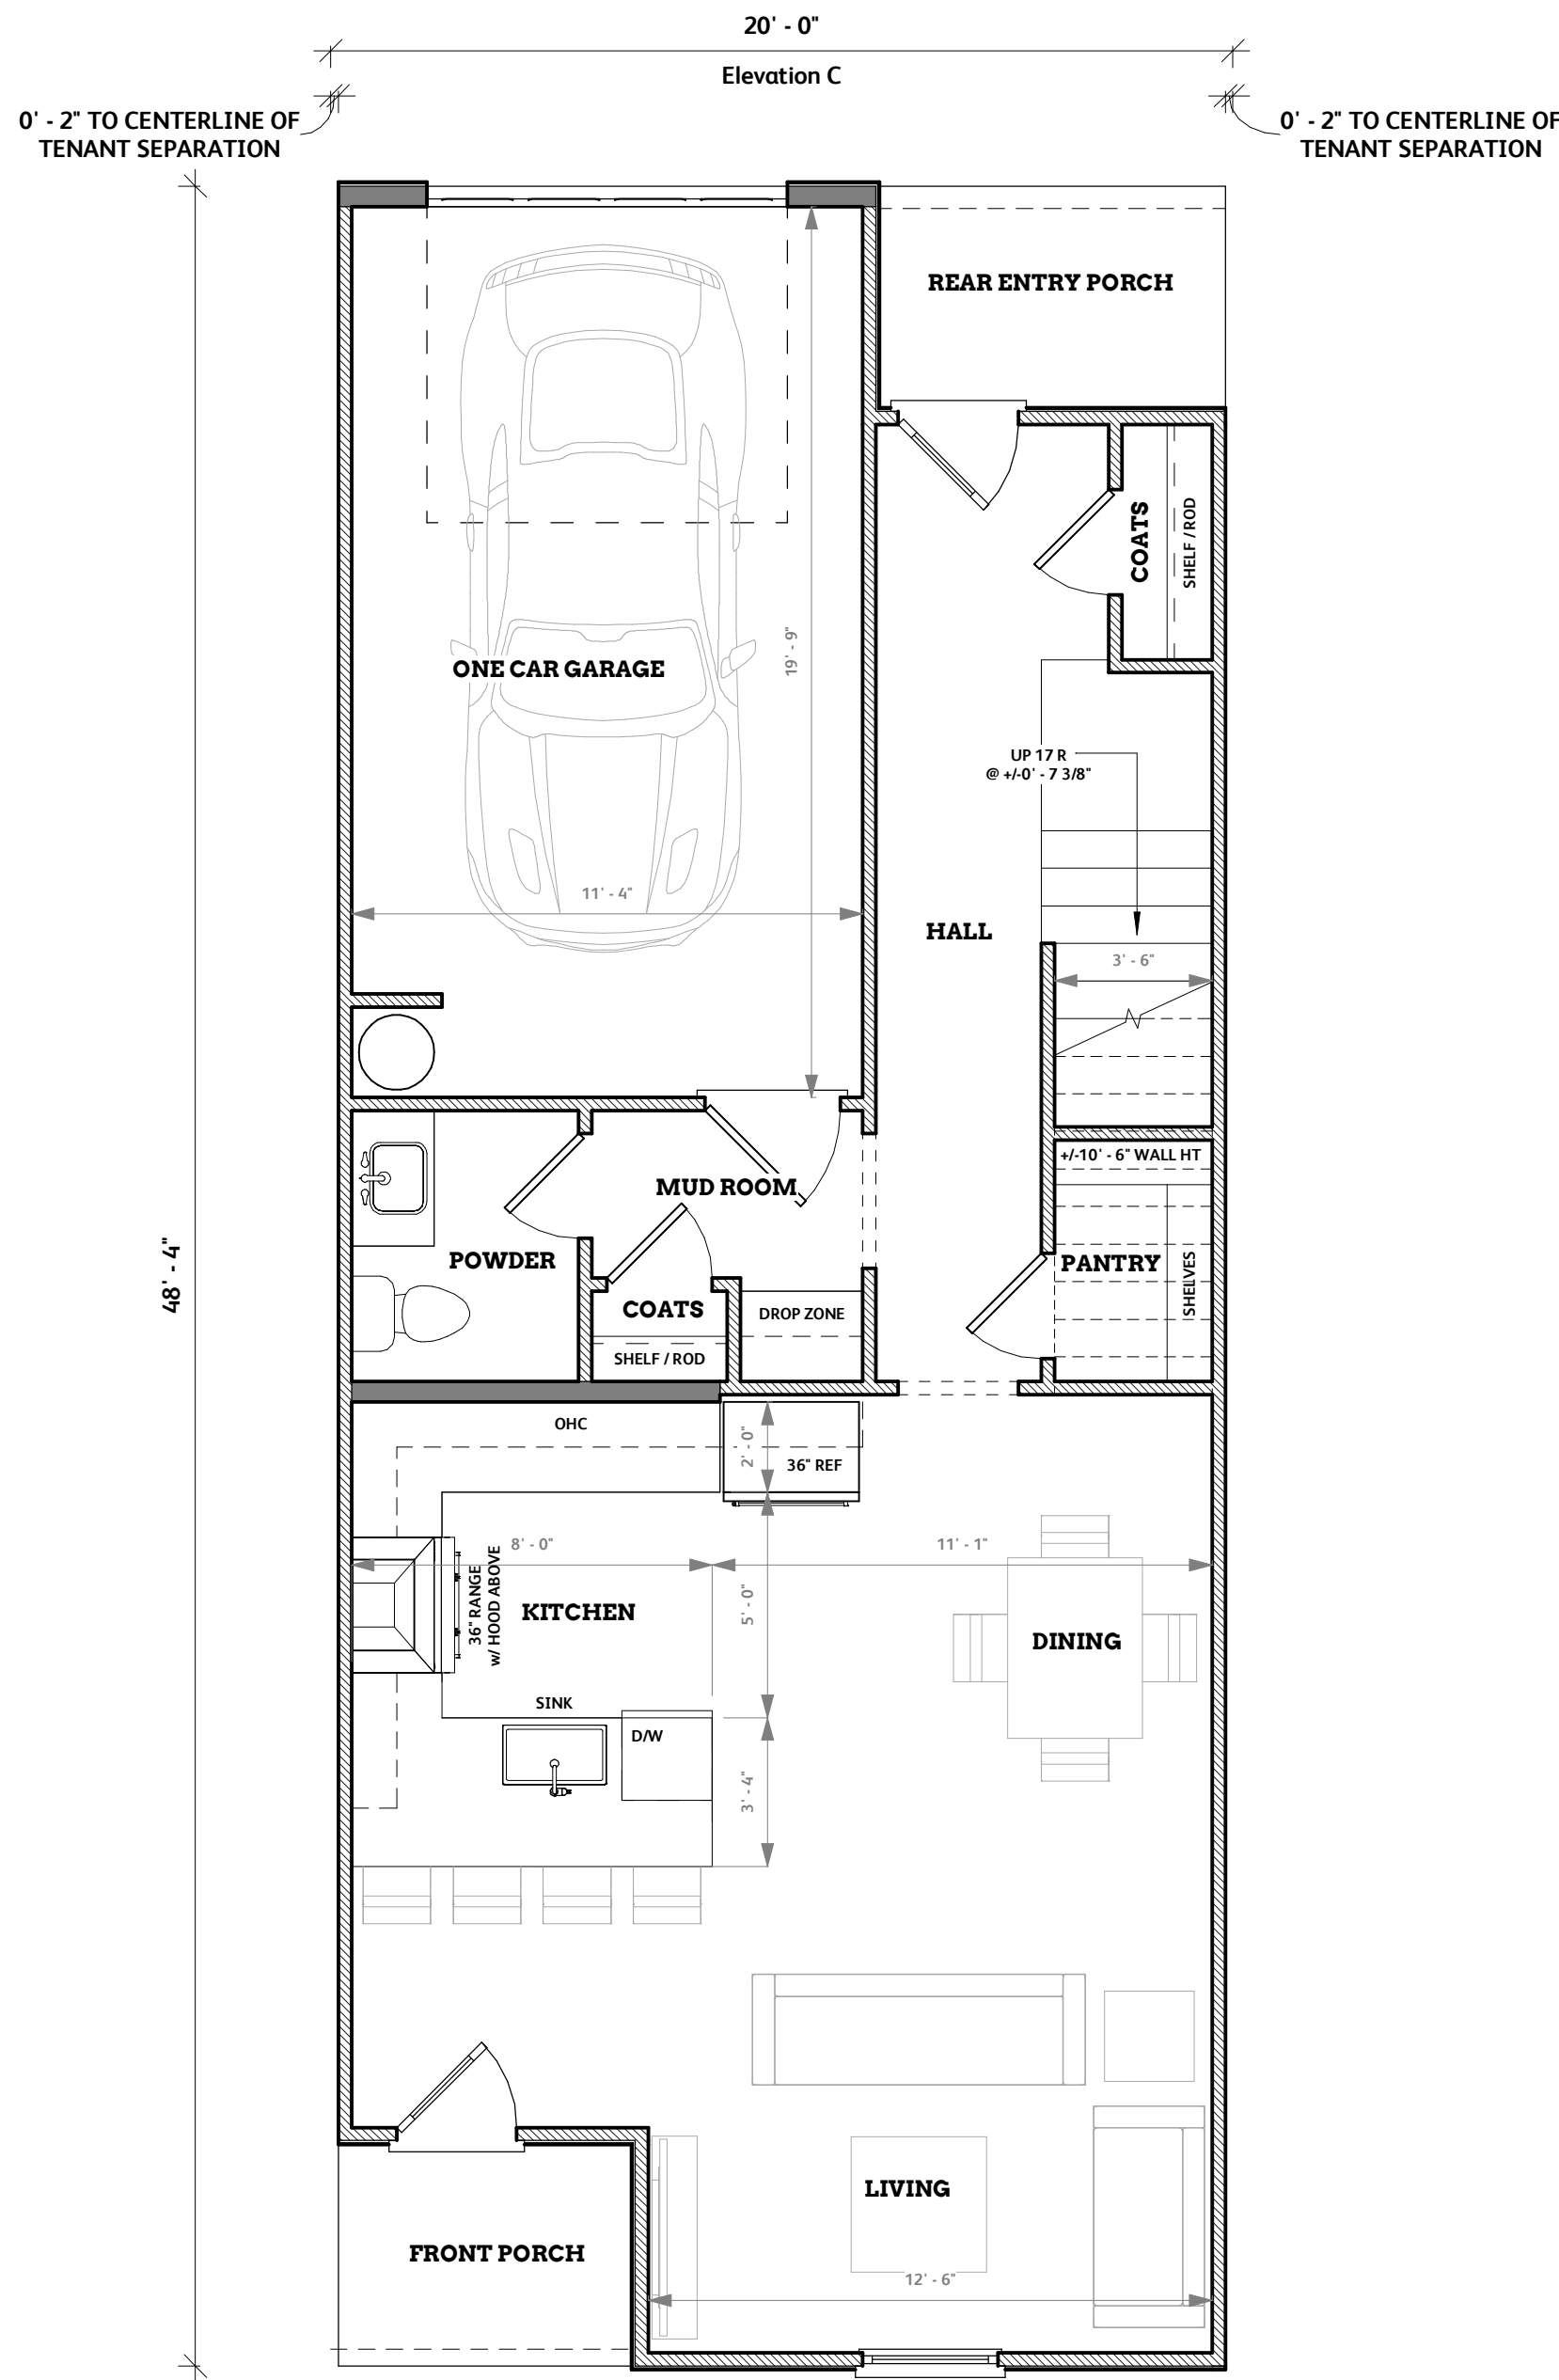 20' - 0"
Elevation C
0' - 2" TO CENTERLINE OF
TENANT SEPARATION
0' - 2" TO CENTERLINE OF
TENANT SEPARATION
REAR ENTRY PORCH
COATS
SHELF / ROD
ONE CAR GARAGE
19' - 9"
UP 17 R
@ +/-0' - 7 3/8"
11' - 4"
HALL
3' - 6"
+/-10' - 6" WALL HT
MUD ROOM
POWDER
PANTRY
SHELVES
48' - 4"
COATS
DROP ZONE
SHELF / ROD
OHC
2' - 0"
36" REF
8' - 0"
11' - 1"
36" RANGE
w/ HOOD ABOVE
KITCHEN
5' - 0"
DINING
SINK
D/W
3' - 4"
LIVING
FRONT PORCH
12' - 6"